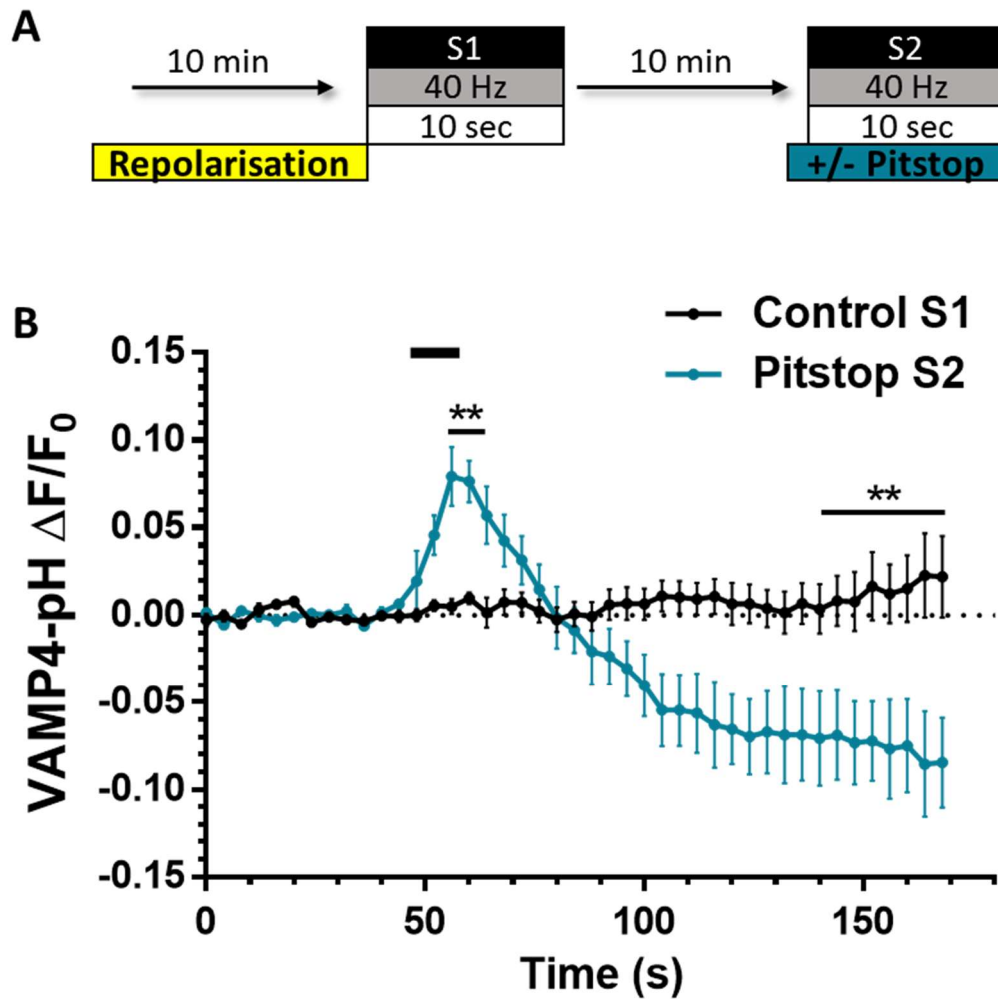 A
10 min
S1
40 Hz
10 sec
Repolarisation
10 min
S2
40 Hz
10 sec
+/- Pitstop
B
Control S1
Pitstop S2
**
**
VAMP4-pH ΔF/F₀
0.15
0.10
0.05
0.00
-0.05
-0.10
-0.15
0 50 100 150
Time (s)